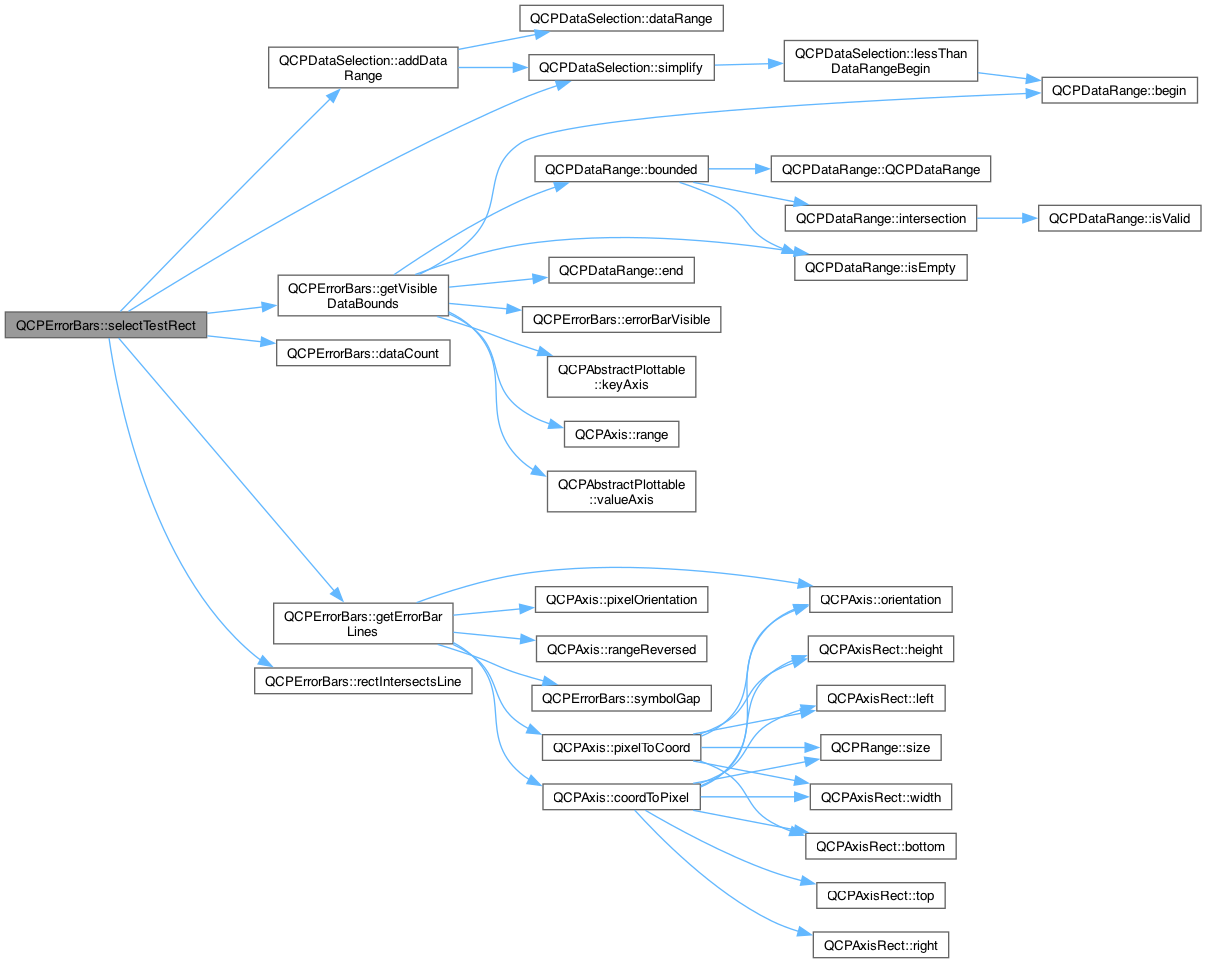 QCPErrorBars::selectTestRect
QCPDataSelection::addData
Range
QCPDataSelection::dataRange
QCPDataSelection::simplify
QCPDataSelection::lessThan
DataRangeBegin
QCPDataRange::begin
QCPErrorBars::getVisible
DataBounds
QCPDataRange::bounded
QCPDataRange::QCPDataRange
QCPDataRange::intersection
QCPDataRange::isValid
QCPDataRange::isEmpty
QCPDataRange::end
QCPErrorBars::errorBarVisible
QCPAbstractPlottable
::keyAxis
QCPAxis::range
QCPAbstractPlottable
::valueAxis
QCPErrorBars::dataCount
QCPErrorBars::getErrorBar
Lines
QCPErrorBars::rectIntersectsLine
QCPAxis::pixelOrientation
QCPAxis::rangeReversed
QCPErrorBars::symbolGap
QCPAxis::pixelToCoord
QCPAxis::coordToPixel
QCPAxis::orientation
QCPAxisRect::height
QCPAxisRect::left
QCPRange::size
QCPAxisRect::width
QCPAxisRect::bottom
QCPAxisRect::top
QCPAxisRect::right